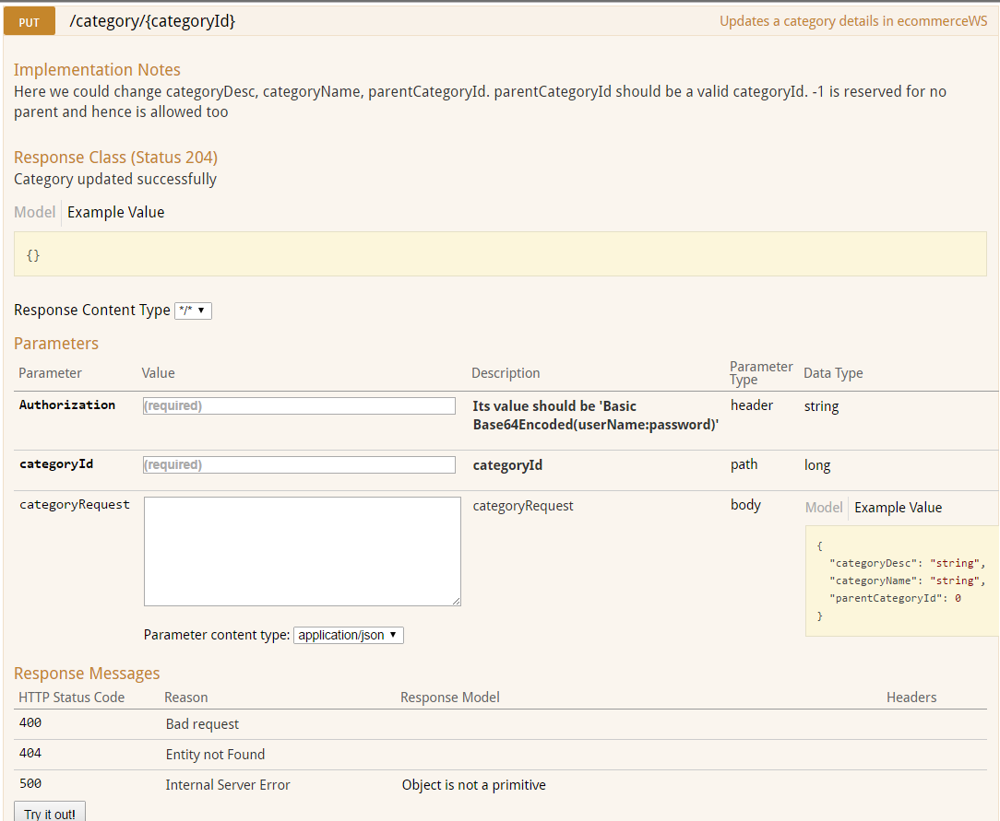 PUT /category/{categoryId} Updates a category details in ecommerceWS
Implementation Notes
Here we could change categoryDesc, categoryName, parentCategoryId. parentCategoryId should be a valid categoryId. -1 is reserved for no
parent and hence is allowed too
Response Class (Status 204)
Category updated successfully
Model Example Value
{}
Response Content Type */* ▼
Parameters
Parameter Value Description Parameter Type Data Type
Authorization (required) Its value should be 'Basic header string
Base64Encoded(userName:password)'
categoryId (required) categoryId path long
categoryRequest categoryRequest body Model Example Value
{
"categoryDesc": "string",
"categoryName": "string",
"parentCategoryId": 0
}
Parameter content type: application/json ▼
Response Messages
HTTP Status Code Reason Response Model Headers
400 Bad request
404 Entity not Found
500 Internal Server Error Object is not a primitive
Try it out!